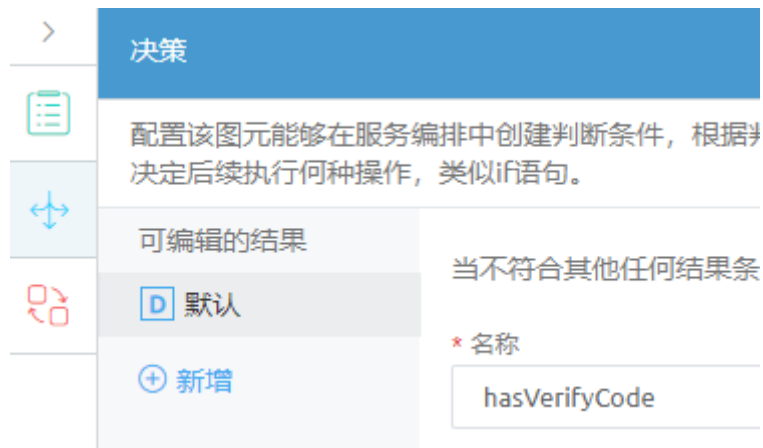 决策
配置该图元能够在服务编排中创建判断条件，根据
决定后续执行何种操作，类似if语句。
可编辑的结果
当不符合其他任何结果条
D 默认
* 名称
+ 新增
hasVerifyCode